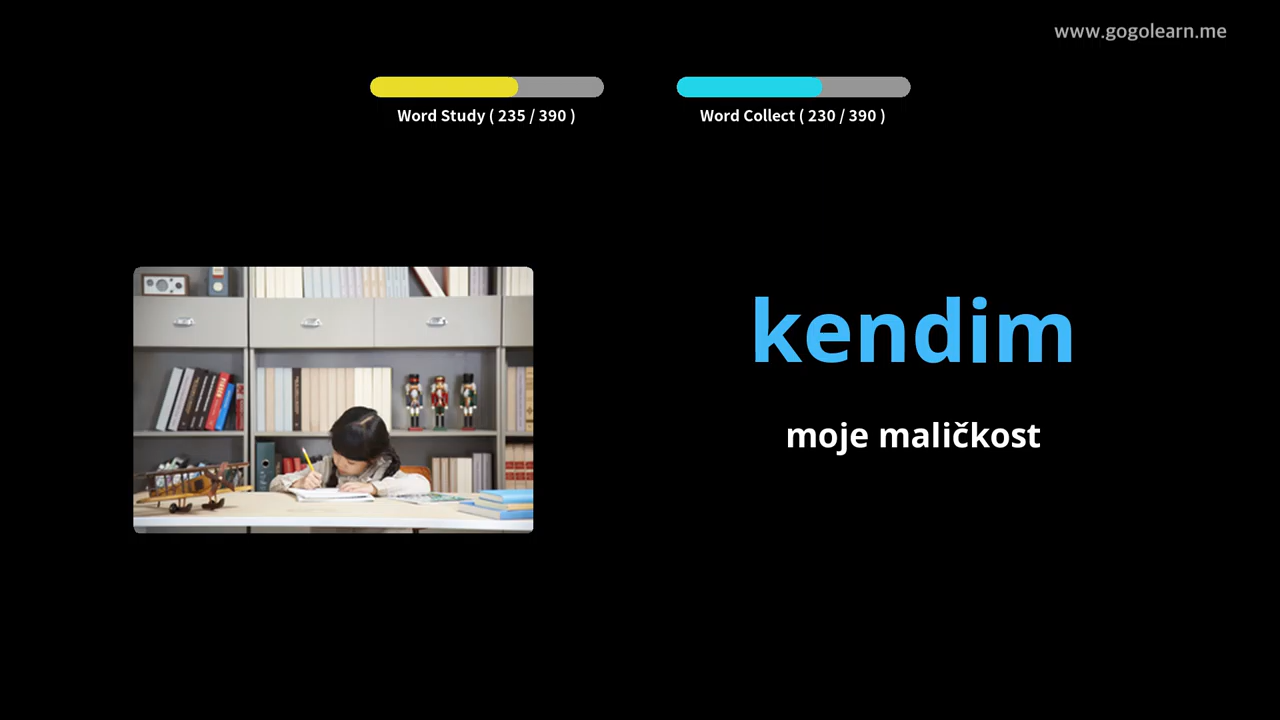 www.gogolearn.me
Word Study ( 235 / 390 )
Word Collect ( 230 / 390 )
kendim
moje maličkost